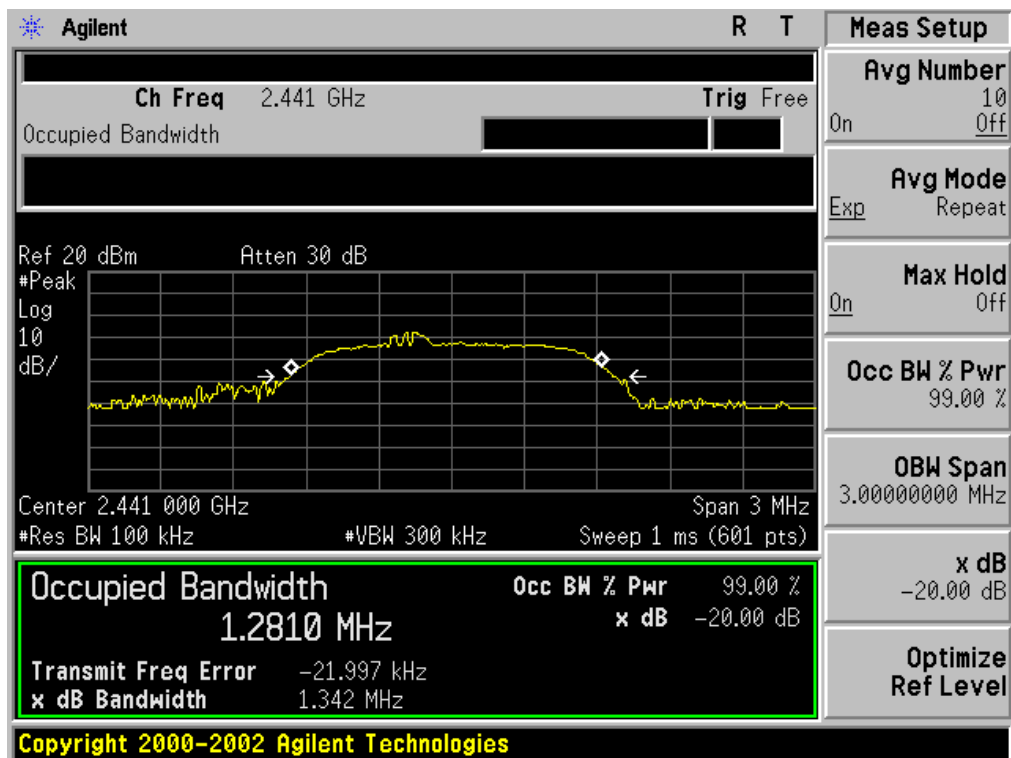 Agilent R T
Ch Freq 2.441 GHz Trig Free
Occupied Bandwidth
Ref 20 dBm Atten 30 dB
#Peak
Log
10
dB/
Center 2.441 000 GHz Span 3 MHz
#Res BW 100 kHz #VBW 300 kHz Sweep 1 ms (601 pts)
Occupied Bandwidth Occ BW % Pwr 99.00 %
1.2810 MHz x dB -20.00 dB
Transmit Freq Error -21.997 kHz
x dB Bandwidth 1.342 MHz
Copyright 2000-2002 Agilent Technologies
Meas Setup
Avg Number
10
On Off
Avg Mode
Exp Repeat
Max Hold
On Off
Occ BW % Pwr
99.00 %
OBW Span
3.00000000 MHz
x dB
-20.00 dB
Optimize
Ref Level